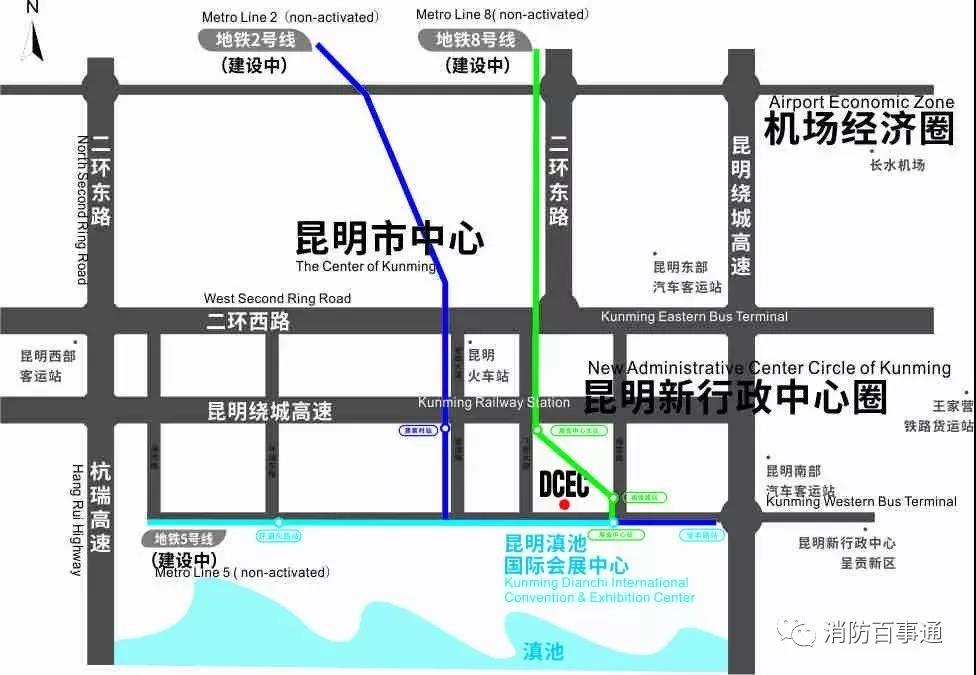 N
Metro Line 2（non-activated）
地铁2号线
（建设中）
Metro Line 8( non-activated)
地铁8号线
（建设中）
Airport Economic Zone
机场经济圈
长水机场
二环东路
North Second Ring Road
二环东路
昆明绕城高速
昆明市中心
The Center of Kunming
昆明东部
汽车客运站
West Second Ring Road
二环西路
Kunming Eastern Bus Terminal
昆明西部
客运站
昆明
火车站
New Administrative Center Circle of Kunming
昆明新行政中心圈
Kunming Railway Station
昆明绕城高速
王家营
铁路货运站
杭瑞高速
Hang Rui Highway
DCEC
昆明南部
汽车客运站
Kunming Western Bus Terminal
地铁5号线
（建设中）
Metro Line 5 ( non-activated）
昆明滇池
国际会展中心
Kunming Dianchi International
Convention & Exhibition Center
昆明新行政中心
呈贡新区
滇池
消防百事通